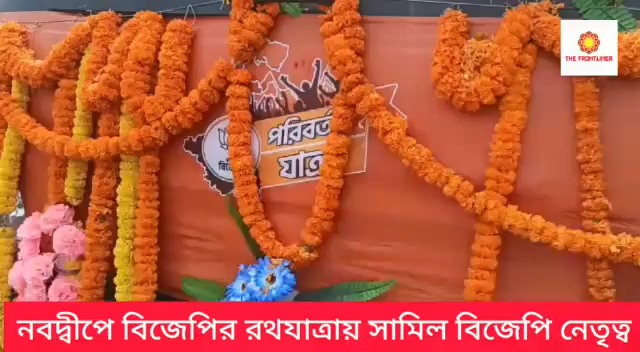 THE FRONTLINER
পরিবর্ত
যাত্র
নবদ্বীপে বিজেপির রথযাত্রায় সামিল বিজেপি নেতৃত্ব